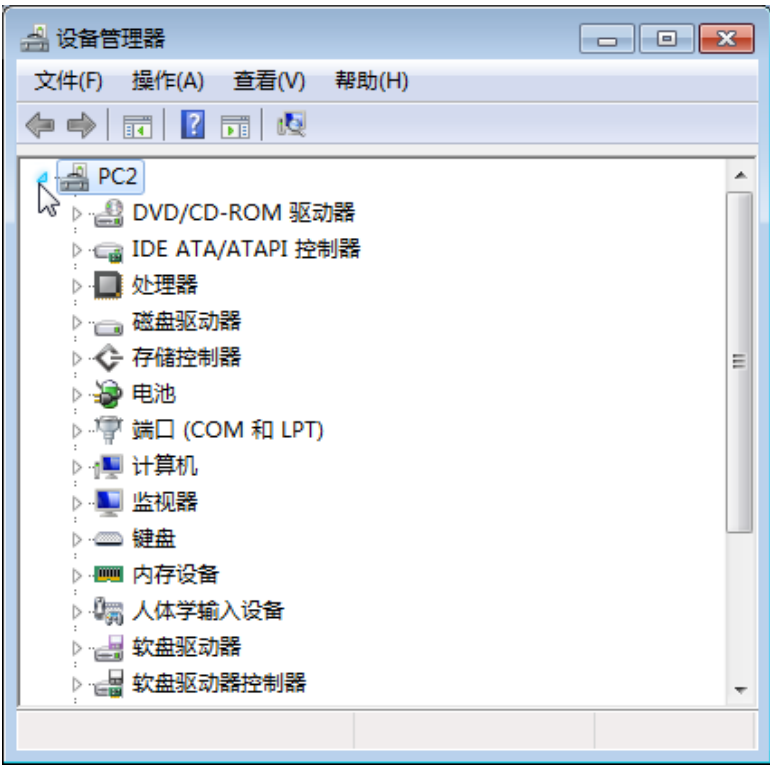 设备管理器
文件(F) 操作(A) 查看(V) 帮助(H)
PC2
DVD/CD-ROM 驱动器
IDE ATA/ATAPI 控制器
处理器
磁盘驱动器
存储控制器
电池
端口 (COM 和 LPT)
计算机
监视器
键盘
内存设备
人体学输入设备
软盘驱动器
软盘驱动器控制器